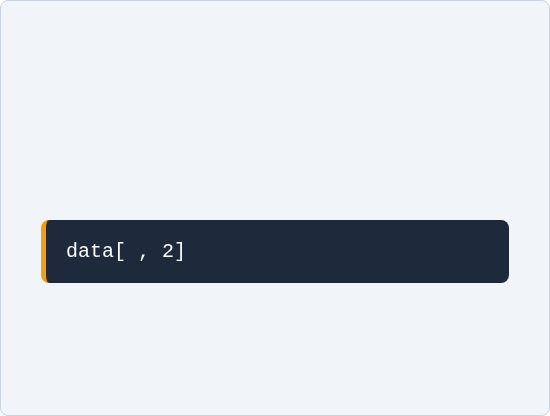 data[ , 2]